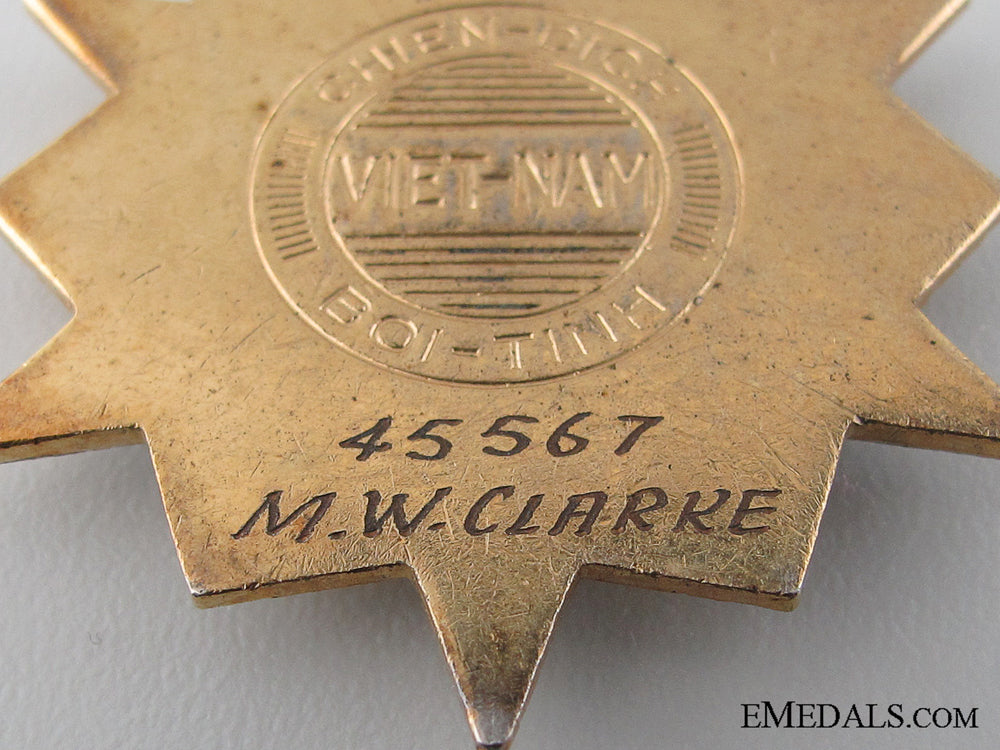 CHIEN-DICH
VIET-NAM
BOI-TINH
45567
M.W.CLARKE
EMEDALS.COM